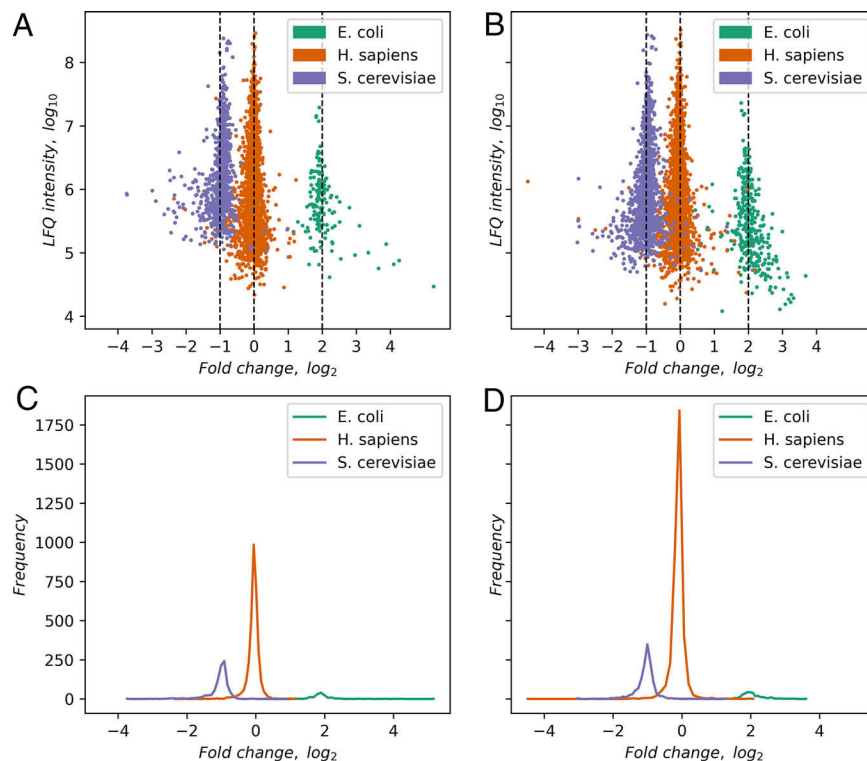 A
B
E. coli
H. sapiens
S. cerevisiae
E. coli
H. sapiens
S. cerevisiae
LFQ intensity, log10
8
7
6
5
4
LFQ intensity, log10
−4 −3 −2 −1 0 1 2 3 4
Fold change, log2
−4 −3 −2 −1 0 1 2 3 4
Fold change, log2
C
D
E. coli
H. sapiens
S. cerevisiae
E. coli
H. sapiens
S. cerevisiae
Frequency
1750
1500
1250
1000
750
500
250
0
Frequency
−4 −2 0 2 4
Fold change, log2
−4 −2 0 2 4
Fold change, log2